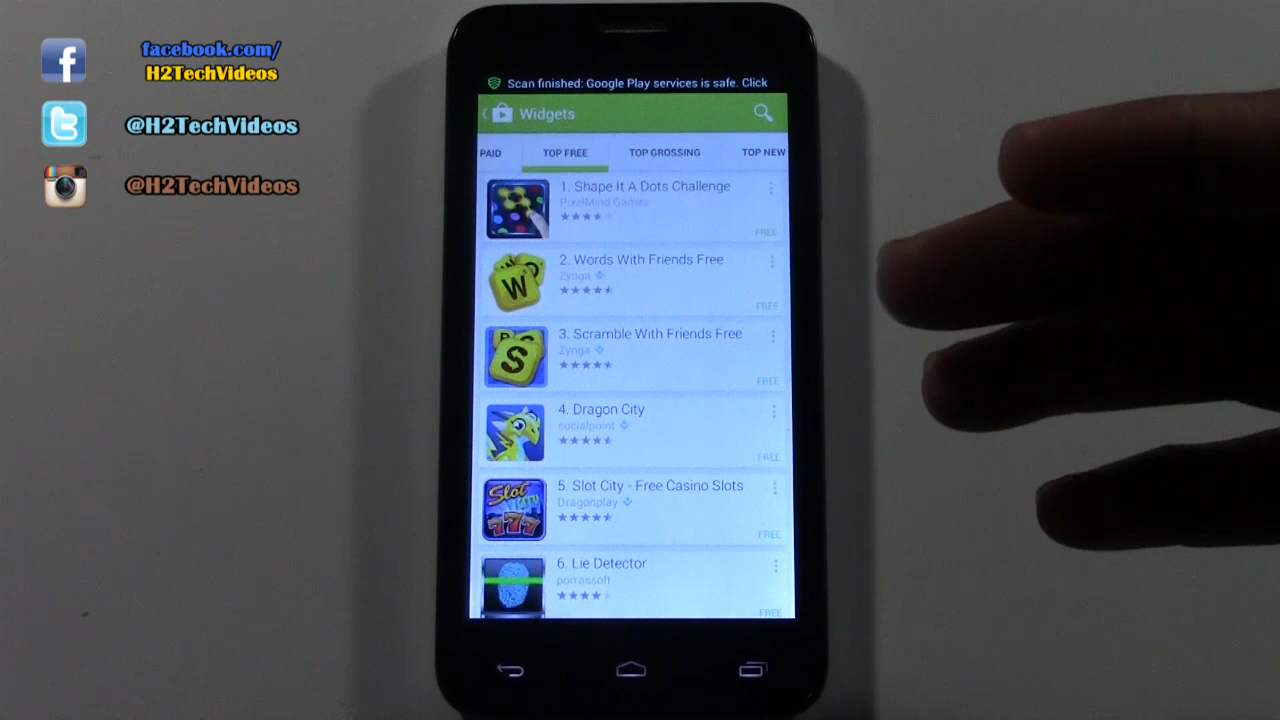 facebook.com/
H2TechVideos
@H2TechVideos
@H2TechVideos
Scan finished: Google Play services is safe. Click
Widgets
PAID
TOP FREE
TOP GROSSING
TOP NEW
1. Shape It A Dots Challenge
PixelMind Games
FREE
2. Words With Friends Free
Zynga
FREE
W
3. Scramble With Friends Free
Zynga
FREE
S
4. Dragon City
socialpoint
FREE
5. Slot City - Free Casino Slots
Dragonplay
FREE
Slot
CITY
777
6. Lie Detector
porrassoft
FREE